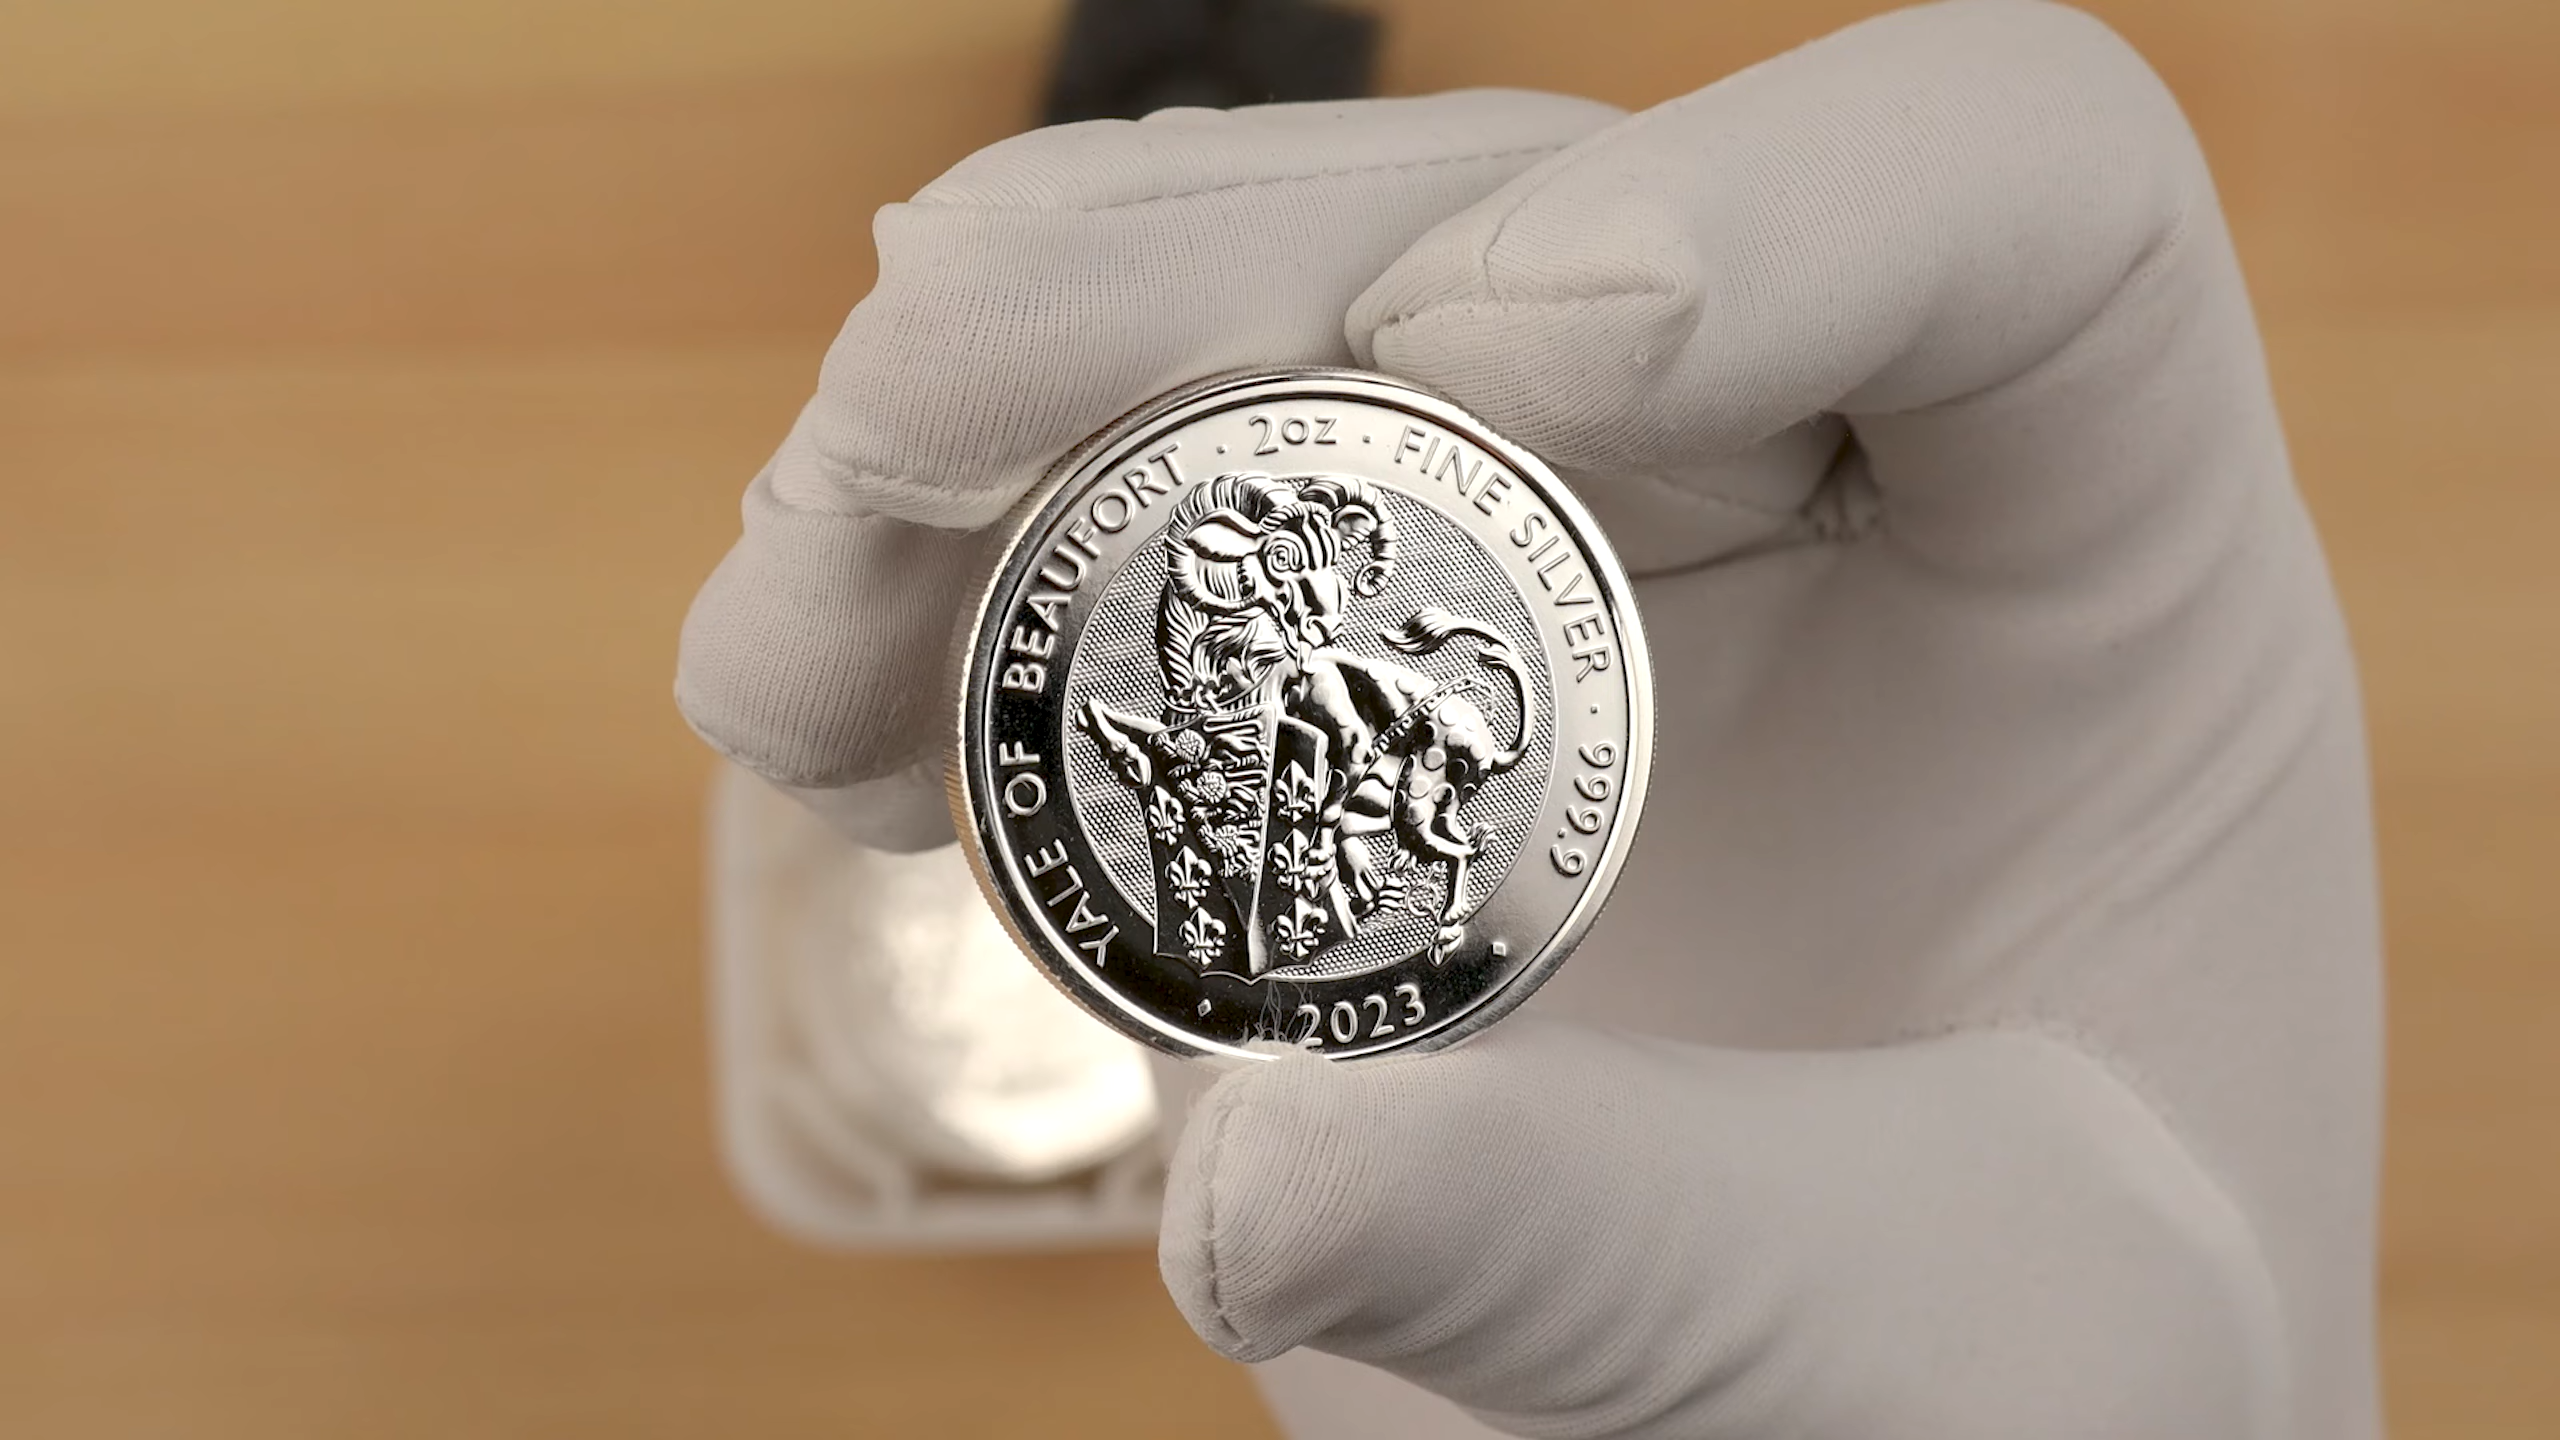 YALE OF BEAUFORT · 2oz · FINE SILVER · 999.9
· 2023 ·